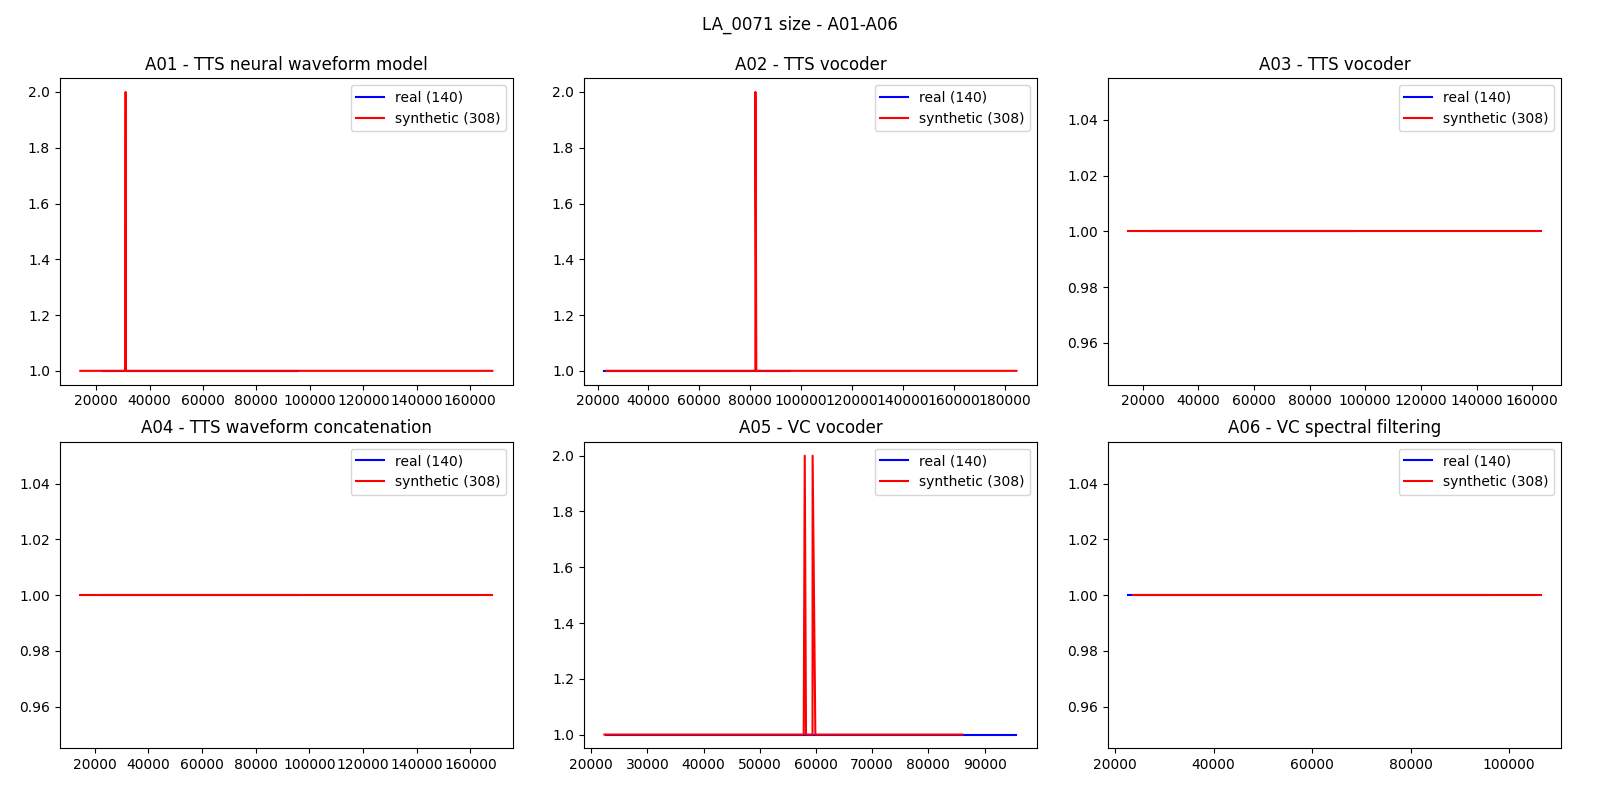 LA_0071 size - A01-A06
A01 - TTS neural waveform model
real (140)
synthetic (308)
2.0
1.8
1.6
1.4
1.2
1.0
20000 40000 60000 80000 100000 120000 140000 160000
A02 - TTS vocoder
real (140)
synthetic (308)
2.0
1.8
1.6
1.4
1.2
1.0
20000 40000 60000 80000 100000 120000 140000 160000 180000
A03 - TTS vocoder
real (140)
synthetic (308)
1.04
1.02
1.00
0.98
0.96
20000 40000 60000 80000 100000 120000 140000 160000
A04 - TTS waveform concatenation
real (140)
synthetic (308)
1.04
1.02
1.00
0.98
0.96
20000 40000 60000 80000 100000 120000 140000 160000
A05 - VC vocoder
real (140)
synthetic (308)
2.0
1.8
1.6
1.4
1.2
1.0
20000 30000 40000 50000 60000 70000 80000 90000
A06 - VC spectral filtering
real (140)
synthetic (308)
1.04
1.02
1.00
0.98
0.96
20000 40000 60000 80000 100000